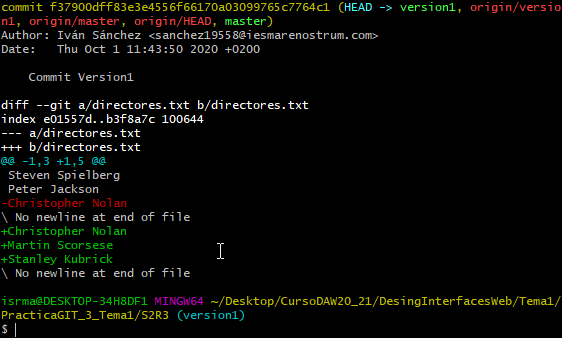 commit f37900dff83e3e4556f66170a03099765c7764c1 (HEAD -> version1, origin/versio
n1, origin/master, origin/HEAD, master)
Author: Iván Sánchez <sanchez19558@iesmarenostrum.com>
Date:   Thu Oct 1 11:43:50 2020 +0200

    Commit Version1

diff --git a/directores.txt b/directores.txt
index e01557d..b3f8a7c 100644
--- a/directores.txt
+++ b/directores.txt
@@ -1,3 +1,5 @@
 Steven Spielberg
 Peter Jackson
-Christopher Nolan
\ No newline at end of file
+Christopher Nolan
+Martin Scorsese
+Stanley Kubrick
\ No newline at end of file

isrma@DESKTOP-34H8DF1 MINGW64 ~/Desktop/CursoDAW20_21/DesingInterfacesWeb/Tema1/
PracticaGIT_3_Tema1/S2R3 (version1)
$